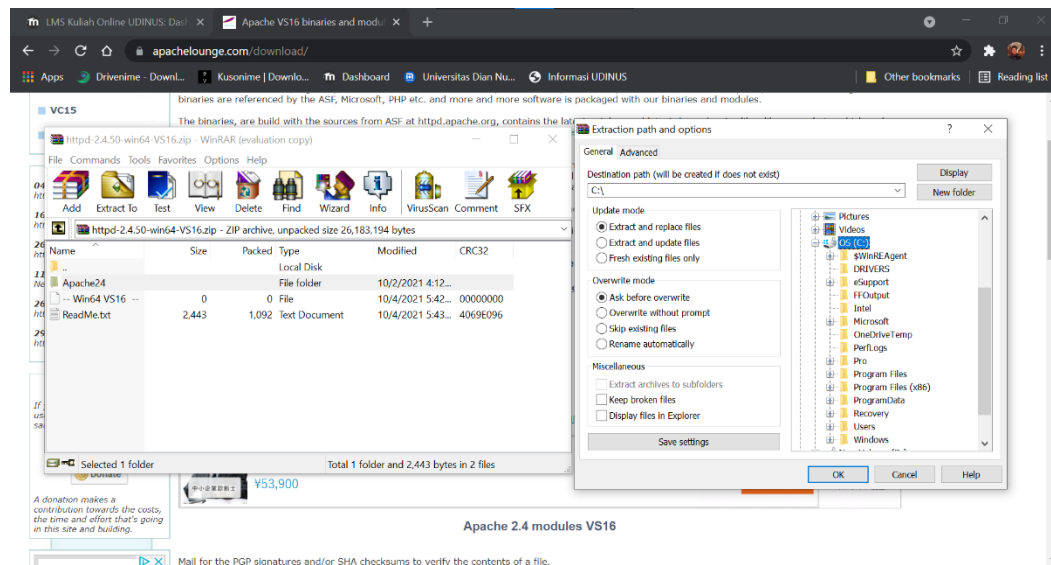 LMS Kuliah Online UDINUS: Dash
Apache VS16 binaries and modul
apachelounge.com/download/
Apps
Drivenime - Downl...
Kusonime | Downlo...
Dashboard
Universitas Dian Nu...
Informasi UDINUS
Other bookmarks
Reading list
VC15
binaries are referenced by the ASF, Microsoft, PHP etc. and more and more software is packaged with our binaries and modules.
The binaries, are build with the sources from ASF at httpd.apache.org, contains the
httpd-2.4.50-win64-VS16.zip - WinRAR (evaluation copy)
File Commands Tools Favorites Options Help
Add Extract To Test View Delete Find Wizard Info VirusScan Comment SFX
httpd-2.4.50-win64-VS16.zip - ZIP archive, unpacked size 26,183,194 bytes
Name Size Packed Type Modified CRC32
.. Local Disk
Apache24 File folder 10/2/2021 4:12...
-- Win64 VS16 -- 0 0 File 10/4/2021 5:42... 00000000
ReadMe.txt 2,443 1,092 Text Document 10/4/2021 5:43... 4069E096
Selected 1 folder
Total 1 folder and 2,443 bytes in 2 files
Extraction path and options
General Advanced
Destination path (will be created if does not exist)
Display
C:\
New folder
Update mode
Extract and replace files
Extract and update files
Fresh existing files only
Overwrite mode
Ask before overwrite
Overwrite without prompt
Skip existing files
Rename automatically
Miscellaneous
Extract archives to subfolders
Keep broken files
Display files in Explorer
Save settings
Pictures
Videos
OS (C:)
$WinREAgent
DRIVERS
eSupport
FFOutput
Intel
Microsoft
OneDriveTemp
PerfLogs
Pro
Program Files
Program Files (x86)
ProgramData
Recovery
Users
Windows
OK Cancel Help
Donate
¥53,900
A donation makes a
contribution towards the costs,
the time and effort that's going
in this site and building.
Apache 2.4 modules VS16
Mail for the PGP signatures and/or SHA checksums to verify the contents of a file.